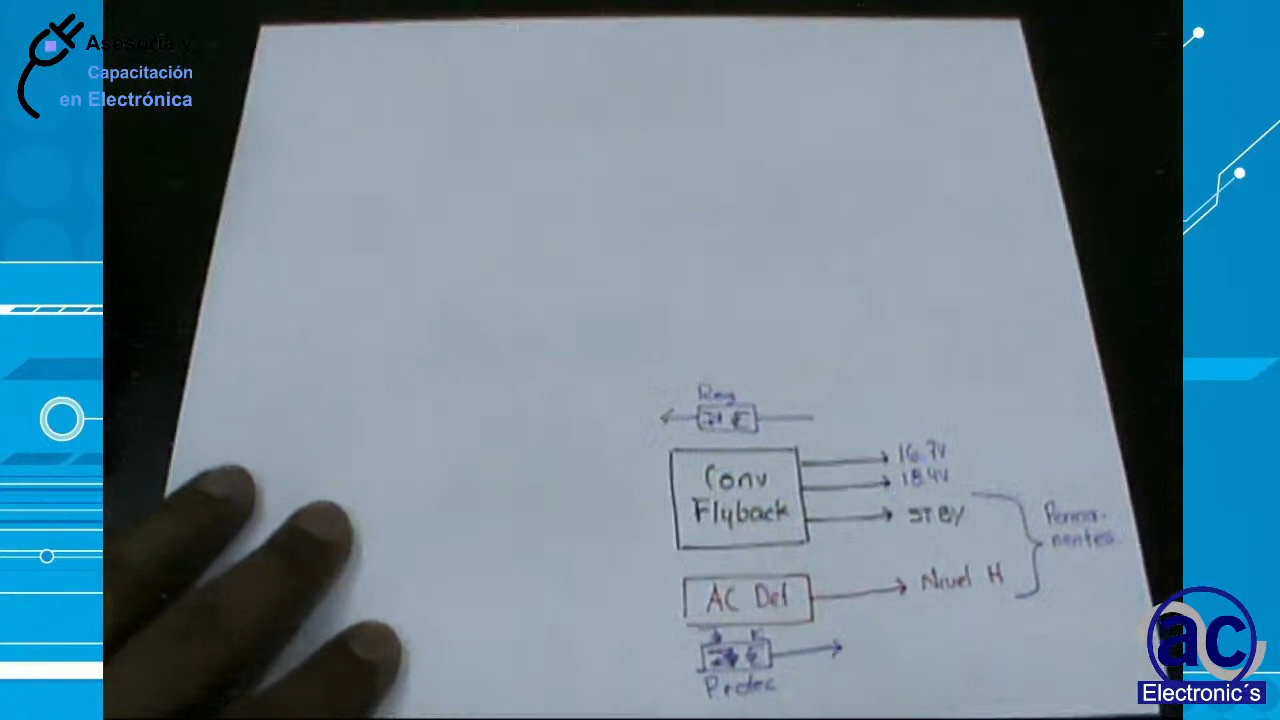 Asesoría y
Capacitación
en Electrónica
Reg
Conv
Flyback
16.7V
18.4V
STBY
Perma-
nentes
AC Det
Nivel H
Protec
ac
Electronic´s